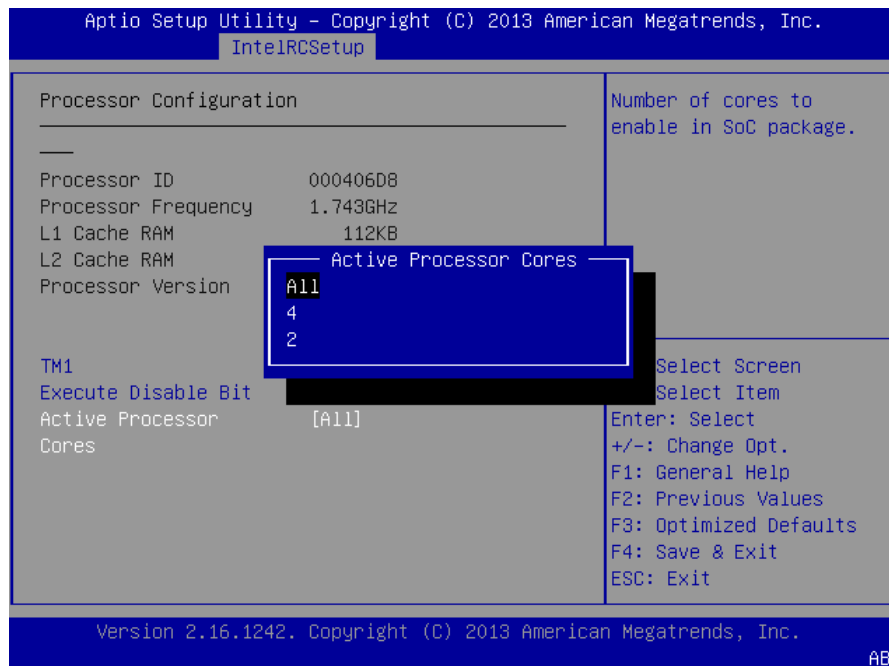 Aptio Setup Utility – Copyright (C) 2013 American Megatrends, Inc.
IntelRCSetup
Processor Configuration
Processor ID 000406D8
Processor Frequency 1.743GHz
L1 Cache RAM 112KB
L2 Cache RAM
Processor Version
TM1
Execute Disable Bit
Active Processor [All]
Cores
Active Processor Cores
All
4
2
Number of cores to
enable in SoC package.
Select Screen
Select Item
Enter: Select
+/-: Change Opt.
F1: General Help
F2: Previous Values
F3: Optimized Defaults
F4: Save & Exit
ESC: Exit
Version 2.16.1242. Copyright (C) 2013 American Megatrends, Inc.
AB